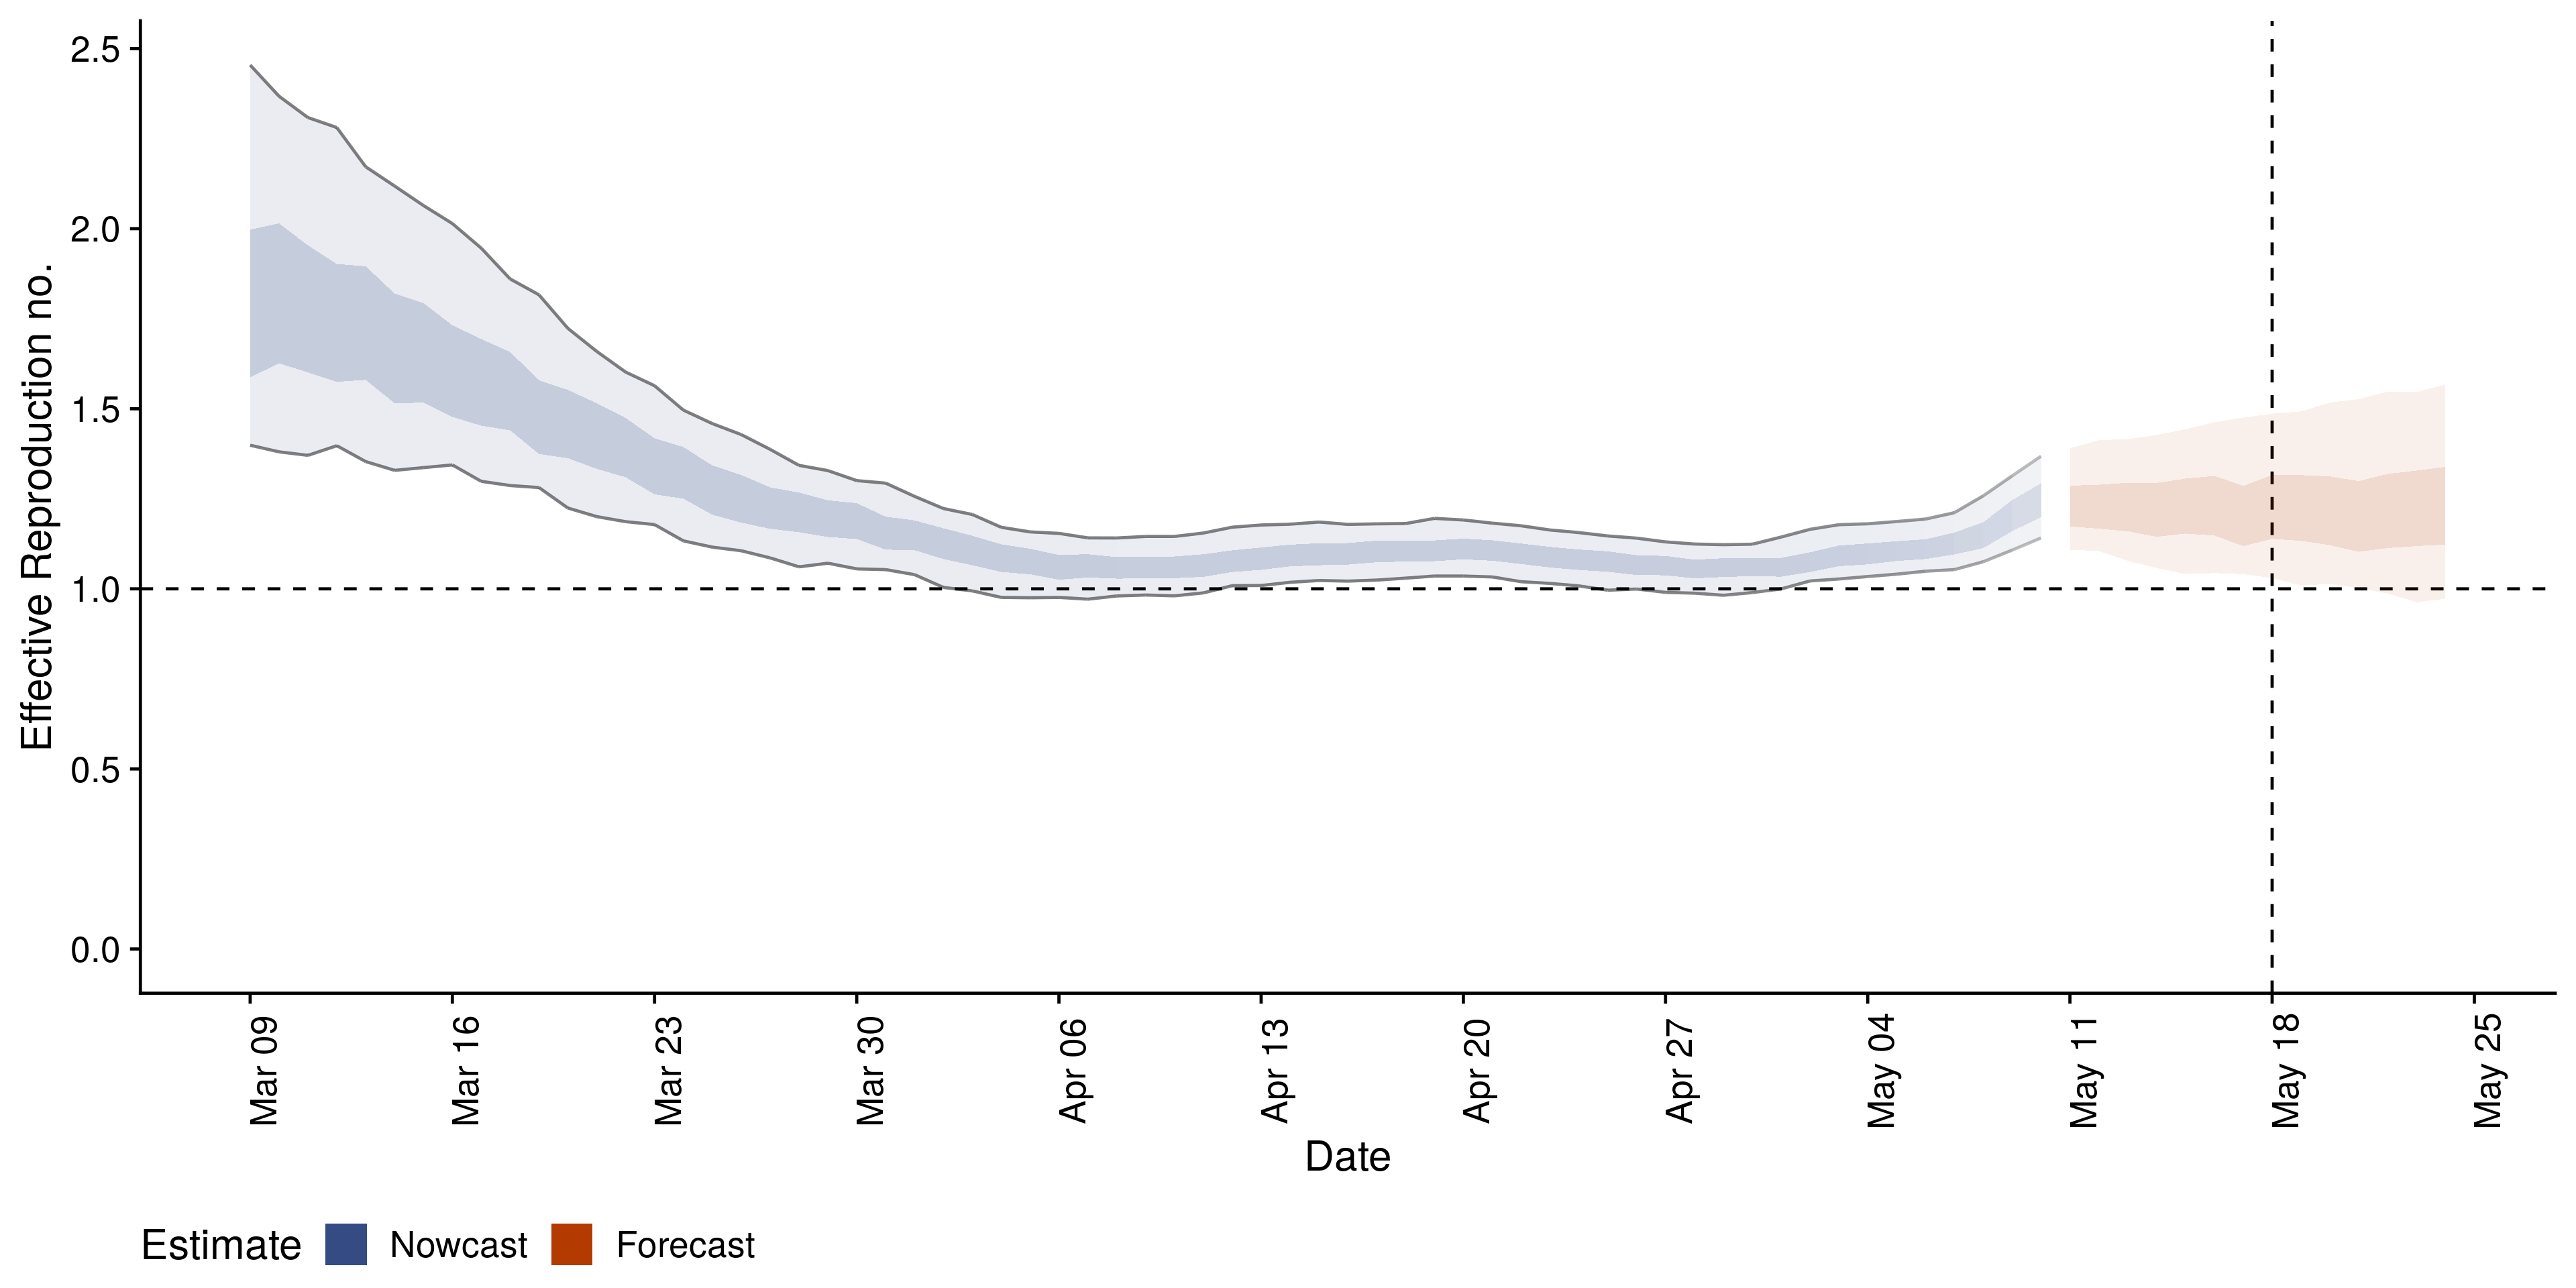 Effective Reproduction no.
2.5
2.0
1.5
1.0
0.5
0.0
Mar 09
Mar 16
Mar 23
Mar 30
Apr 06
Apr 13
Apr 20
Apr 27
May 04
May 11
May 18
May 25
Date
Estimate Nowcast Forecast